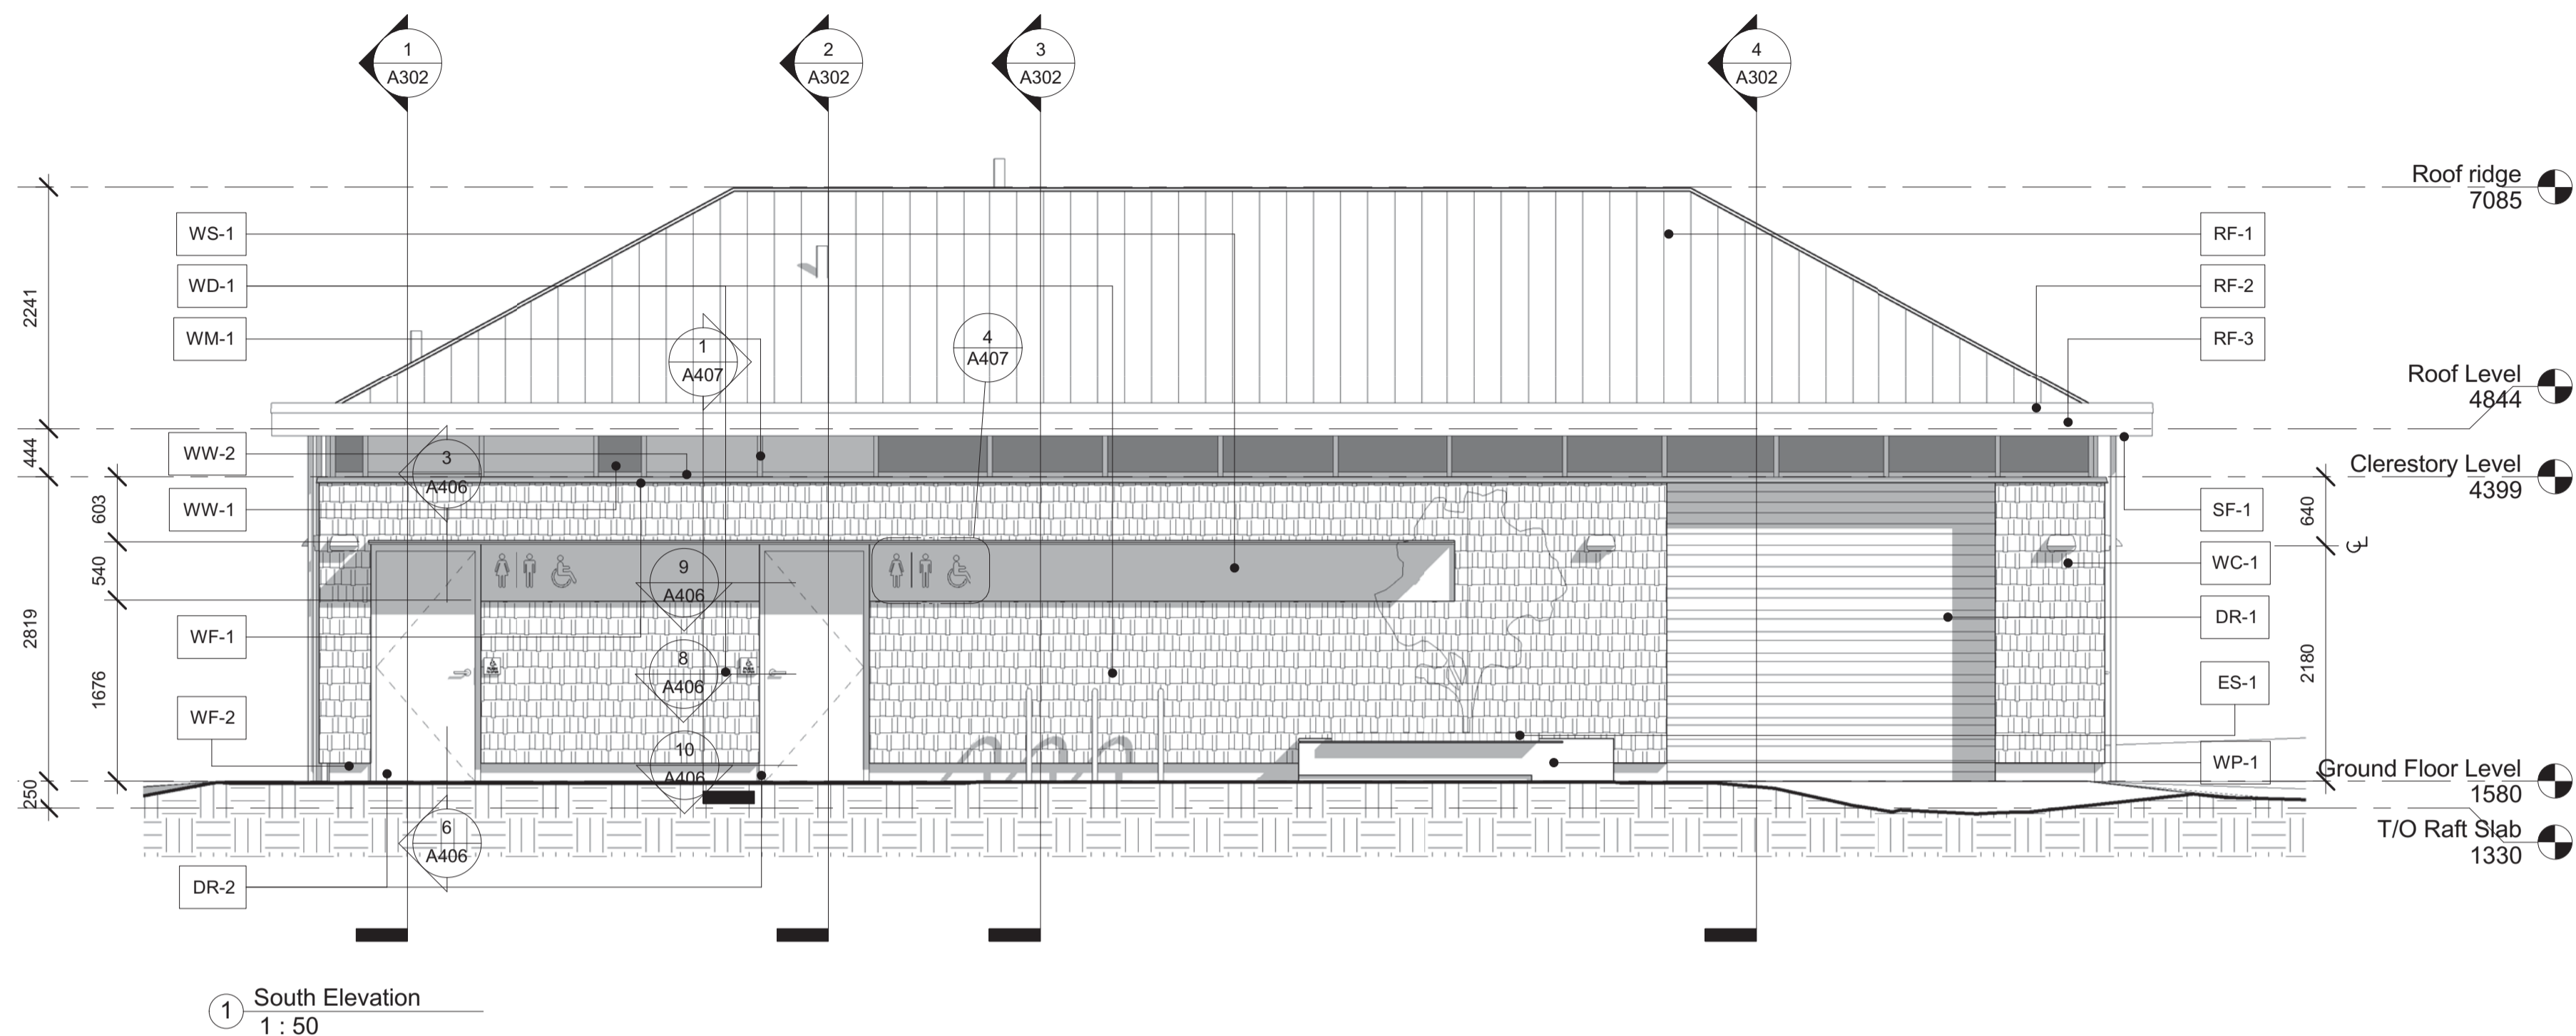 1
A302
2
A302
3
A302
4
A302
Roof ridge
7085
WS-1
WD-1
WM-1
RF-1
RF-2
RF-3
2241
1
A407
4
A407
Roof Level
4844
444
WW-2
WW-1
3
A406
Clerestory Level
4399
603
540
2819
1676
250
WF-1
WF-2
9
A406
8
A406
10
A406
6
A406
DR-2
SF-1
WC-1
DR-1
ES-1
WP-1
640
2180
Ground Floor Level
1580
T/O Raft Slab
1330
1
South Elevation
1 : 50